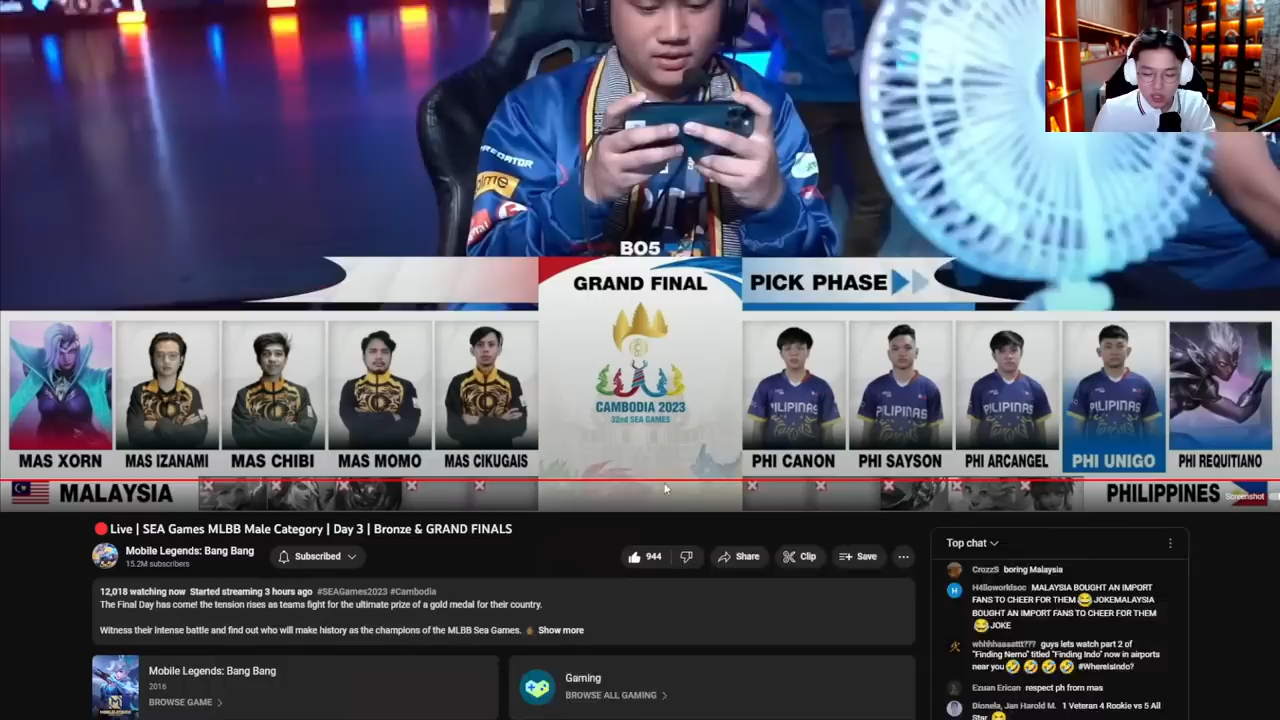 PREDATOR
realme
BO5
GRAND FINAL
PICK PHASE
CAMBODIA 2023
32nd SEA GAMES
PILIPINAS
PILIPINAS
PILIPINAS
PILIPINAS
MAS XORN
MAS IZANAMI
MAS CHIBI
MAS MOMO
MAS CIKUGAIS
PHI CANON
PHI SAYSON
PHI ARCANGEL
PHI UNIGO
PHI REQUITIANO
MALAYSIA
PHILIPPINES
Screenshot
Live | SEA Games MLBB Male Category | Day 3 | Bronze & GRAND FINALS
Mobile Legends: Bang Bang
15.2M subscribers
Subscribed
944
Share
Clip
Save
12,018 watching now Started streaming 3 hours ago #SEAGames2023 #Cambodia
The Final Day has come! the tension rises as teams fight for the ultimate prize of a gold medal for their country.
Witness their Intense battle and find out who will make history as the champions of the MLBB Sea Games. Show more
Mobile Legends: Bang Bang
2016
BROWSE GAME
Gaming
BROWSE ALL GAMING
Top chat
CrozzS boring Malaysia
H4lloworldsoc MALAYSIA BOUGHT AN IMPORT
FANS TO CHEER FOR THEM 😂 JOKEMALAYSIA
BOUGHT AN IMPORT FANS TO CHEER FOR THEM
😂 JOKE
whhhhaaaattt??? guys lets watch part 2 of
"Finding Nemo" titled "Finding Indo" now in airports
near you 🤣 🤣 🤣 🤣 #WhereIsIndo?
Ezuan Erican respect ph from mas
Dionela, Jan Harold M. 1 Veteran 4 Rookie vs 5 All
Star